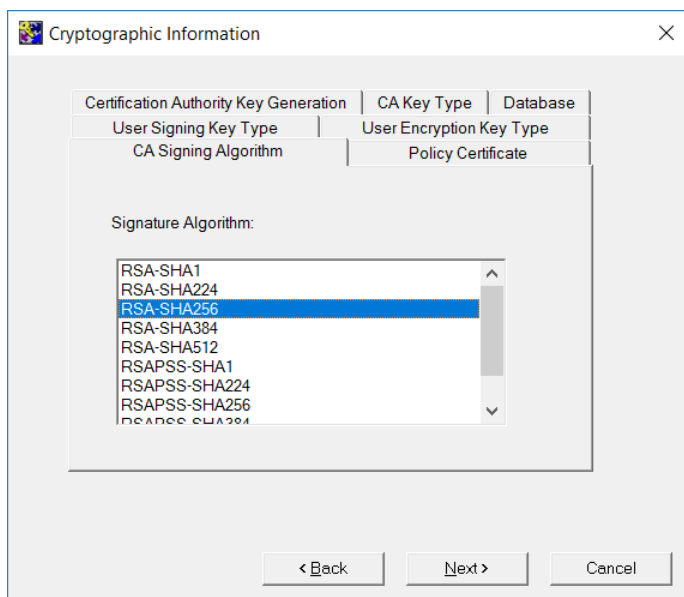 Cryptographic Information
Certification Authority Key Generation CA Key Type Database
User Signing Key Type User Encryption Key Type
CA Signing Algorithm Policy Certificate
Signature Algorithm:
RSA-SHA1
RSA-SHA224
RSA-SHA256
RSA-SHA384
RSA-SHA512
RSAPSS-SHA1
RSAPSS-SHA224
RSAPSS-SHA256
RSAPSS-SHA384
< Back Next > Cancel